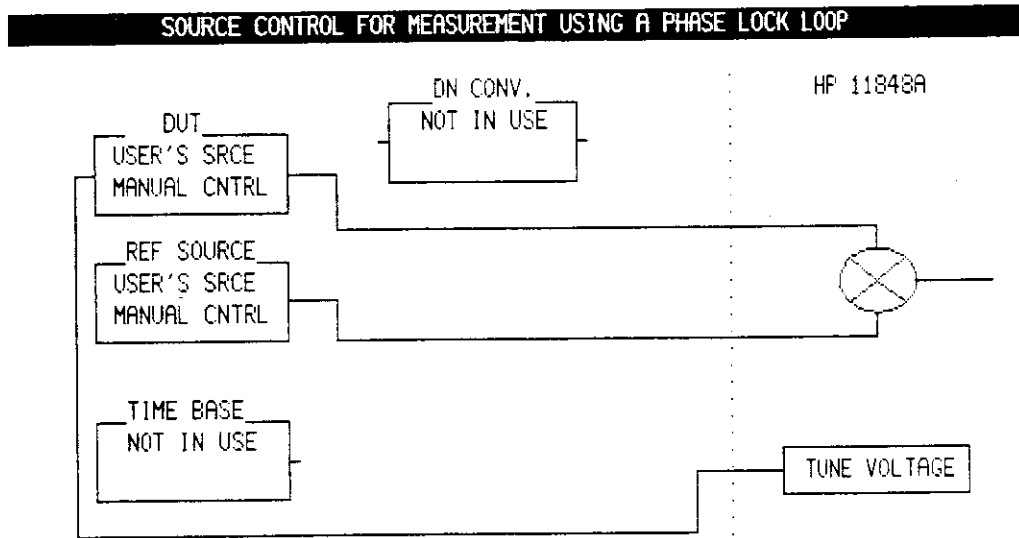 SOURCE CONTROL FOR MEASUREMENT USING A PHASE LOCK LOOP
DN CONV.
NOT IN USE
HP 11848A
DUT
USER'S SRCE
MANUAL CNTRL
REF SOURCE
USER'S SRCE
MANUAL CNTRL
TIME BASE
NOT IN USE
TUNE VOLTAGE